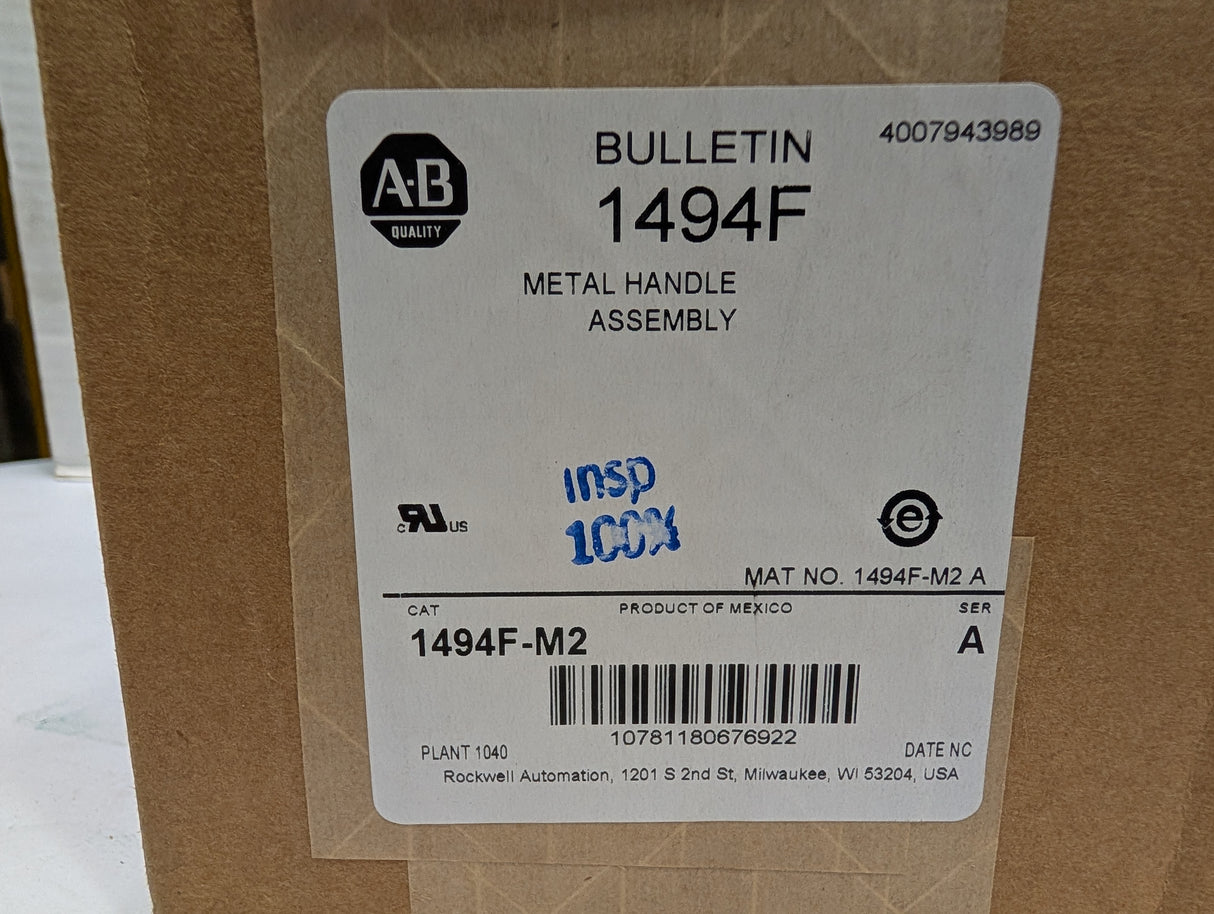 A·B
QUALITY
BULLETIN
4007943989
1494F
METAL HANDLE
ASSEMBLY
insp
100%
c RU US
e
MAT NO. 1494F-M2 A
CAT PRODUCT OF MEXICO SER
1494F-M2 A
10781180676922
PLANT 1040 DATE NC
Rockwell Automation, 1201 S 2nd St, Milwaukee, WI 53204, USA